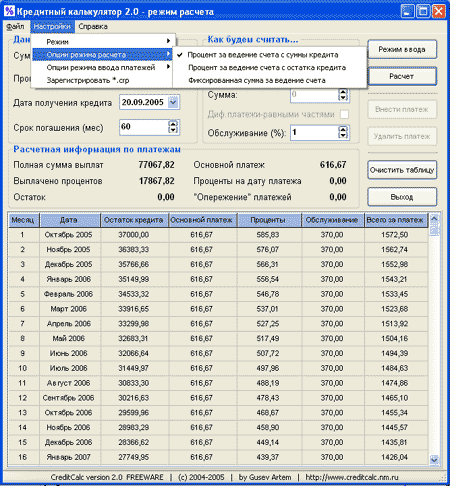 Кредитный калькулятор 2.0 - режим расчета
Файл Настройки Справка
Режим
Опции режима расчета
Опции режима ввода платежей
Зарегистрировать *.crp
Процент за ведение счета с суммы кредита
Процент за ведение счета с остатка кредита
Фиксированная сумма за ведение счета
Дан
Как будем считать...
Сум
Про
Дата получения кредита 20.09.2005
Срок погашения (мес) 60
Сумма: 0
Диф.платежи-равными частями
Обслуживание (%): 1
Режим ввода
Расчет
Внести платеж
Удалить платеж
Очистить таблицу
Выход
Расчетная информация по платежам
Полная сумма выплат 77067,82 Основной платеж 616,67
Выплачено процентов 17867,82 Проценты на дату платежа 0,00
Остаток 0,00 "Опережение" платежей 0,00
Месяц Дата Остаток кредита Основной платеж Проценты Обслуживание Всего за платеж
1 Октябрь 2005 37000,00 616,67 585,83 370,00 1572,50
2 Ноябрь 2005 36383,33 616,67 576,07 370,00 1562,74
3 Декабрь 2005 35766,66 616,67 566,31 370,00 1552,98
4 Январь 2006 35149,99 616,67 556,54 370,00 1543,21
5 Февраль 2006 34533,32 616,67 546,78 370,00 1533,45
6 Март 2006 33916,65 616,67 537,01 370,00 1523,68
7 Апрель 2006 33299,98 616,67 527,25 370,00 1513,92
8 Май 2006 32683,31 616,67 517,49 370,00 1504,16
9 Июнь 2006 32066,64 616,67 507,72 370,00 1494,39
10 Июль 2006 31449,97 616,67 497,96 370,00 1484,63
11 Август 2006 30833,30 616,67 488,19 370,00 1474,86
12 Сентябрь 2006 30216,63 616,67 478,43 370,00 1465,10
13 Октябрь 2006 29599,96 616,67 468,67 370,00 1455,34
14 Ноябрь 2006 28983,29 616,67 458,90 370,00 1445,57
15 Декабрь 2006 28366,62 616,67 449,14 370,00 1435,81
16 Январь 2007 27749,95 616,67 439,37 370,00 1426,04
CreditCalc version 2.0 FREEWARE | (c) 2004-2005 | by Gusev Artem | http://www.creditcalc.nm.ru